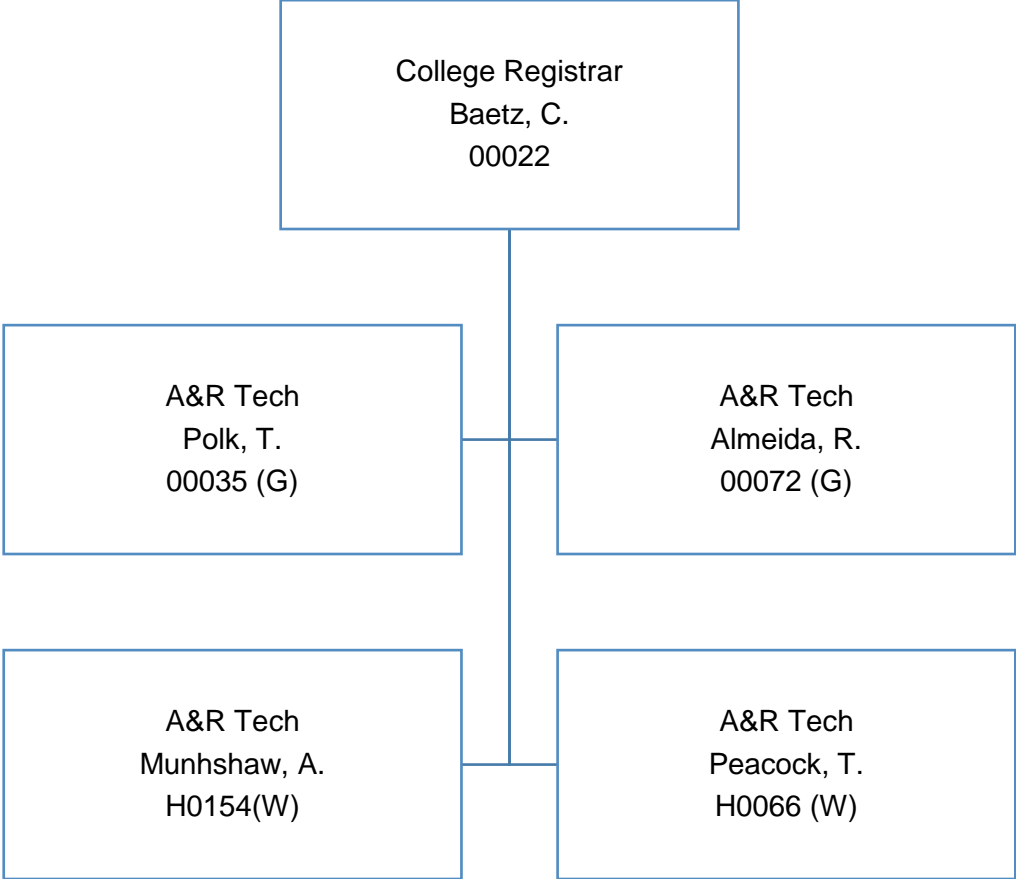 College Registrar
Baetz, C.
00022
A&R Tech
Polk, T.
00035 (G)
A&R Tech
Almeida, R.
00072 (G)
A&R Tech
Munhshaw, A.
H0154(W)
A&R Tech
Peacock, T.
H0066 (W)